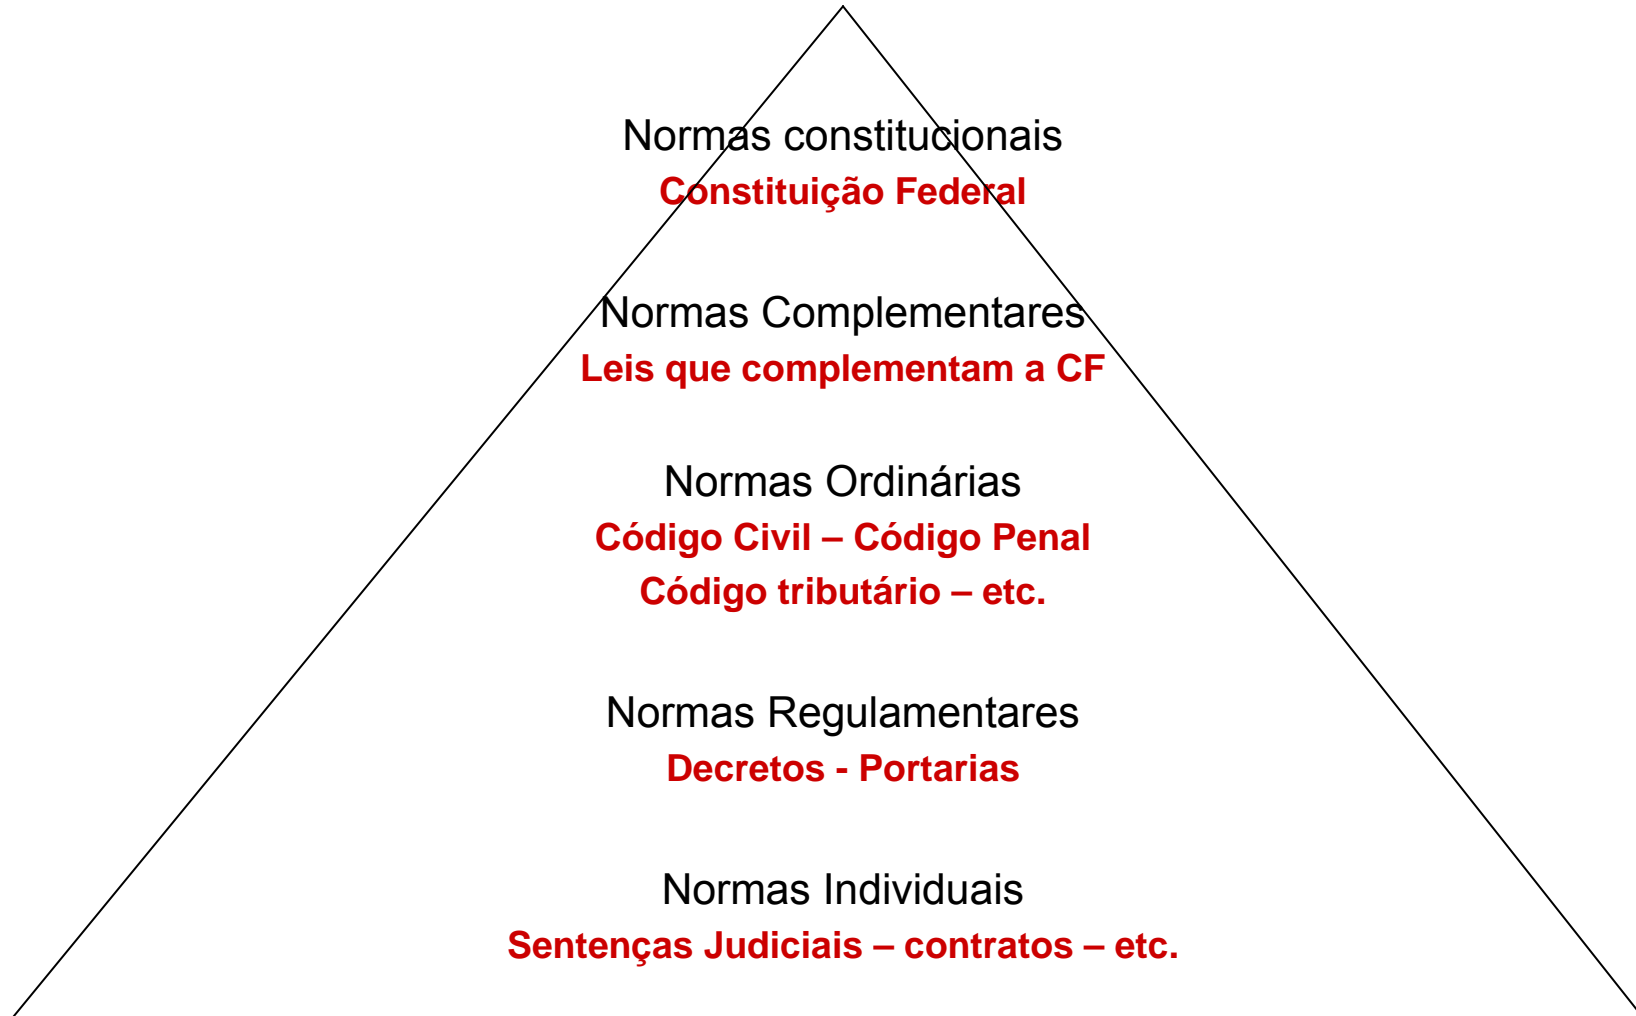 Normas constitucionais
Constituição Federal
Normas Complementares
Leis que complementam a CF
Normas Ordinárias
Código Civil – Código Penal
Código tributário – etc.
Normas Regulamentares
Decretos - Portarias
Normas Individuais
Sentenças Judiciais – contratos – etc.